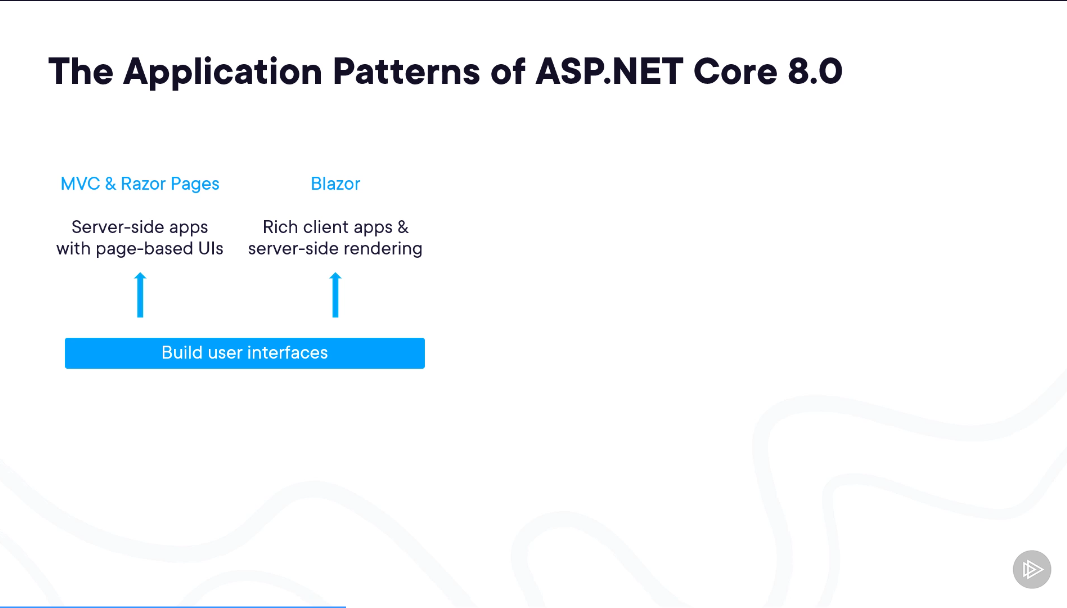 The Application Patterns of ASP.NET Core 8.0
MVC & Razor Pages
Server-side apps
with page-based UIs
Blazor
Rich client apps &
server-side rendering
Build user interfaces